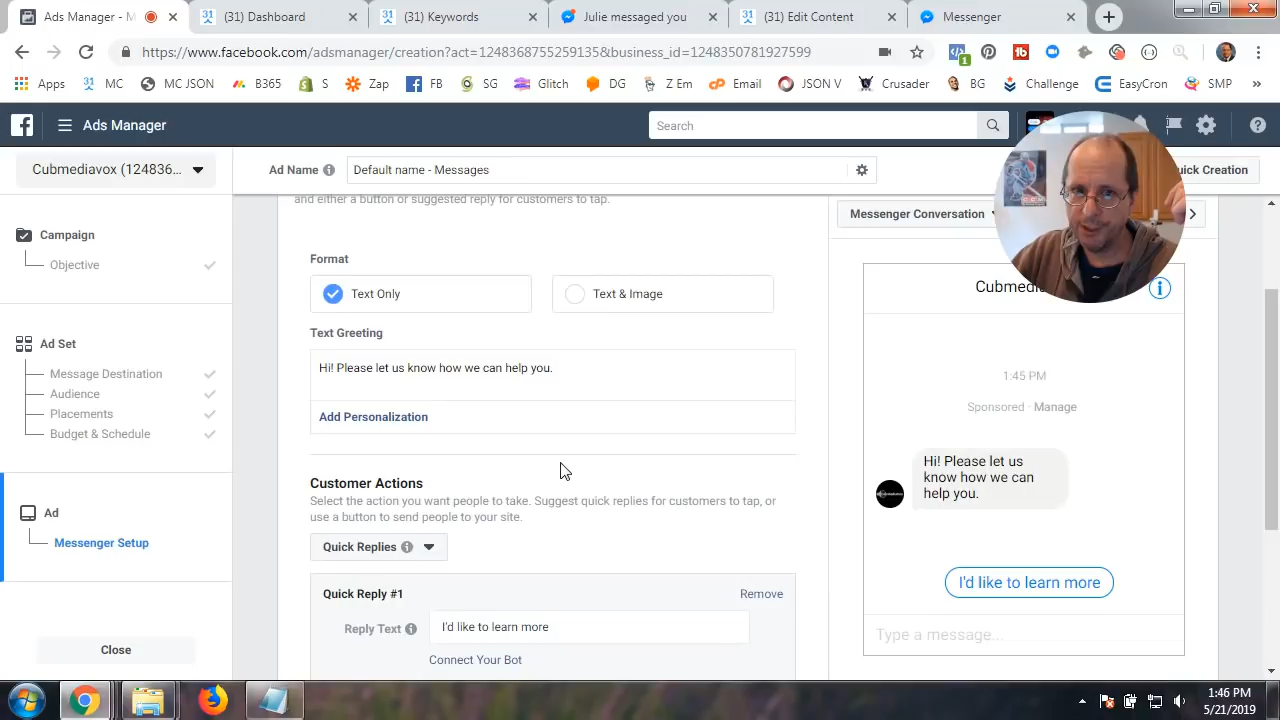 Ads Manager
(31) Dashboard
(31) Keywords
Julie messaged you
(31) Edit Content
Messenger
https://www.facebook.com/adsmanager/creation?act=1248368755259135&business_id=1248350781927599
1
Apps
31 MC
MC JSON
B365
SG
Zap
FB
SG
Glitch
DG
Z Em
Email
JSON V
Crusader
BG
Challenge
EasyCron
SMP
»
Ads Manager
Search
Cubmediavox (124836...
Ad Name
Default name - Messages
uick Creation
Campaign
Objective
Ad Set
Message Destination
Audience
Placements
Budget & Schedule
Ad
Messenger Setup
Close
and either a button or suggested reply for customers to tap.
Format
Text Only
Text & Image
Text Greeting
Hi! Please let us know how we can help you.
Add Personalization
Customer Actions
Select the action you want people to take. Suggest quick replies for customers to tap, or
use a button to send people to your site.
Quick Replies
Quick Reply #1
Remove
Reply Text
I'd like to learn more
Connect Your Bot
Messenger Conversation
Cubmedi
1:45 PM
Sponsored · Manage
Hi! Please let us
know how we can
help you.
I'd like to learn more
Type a message...
1:46 PM
5/21/2019